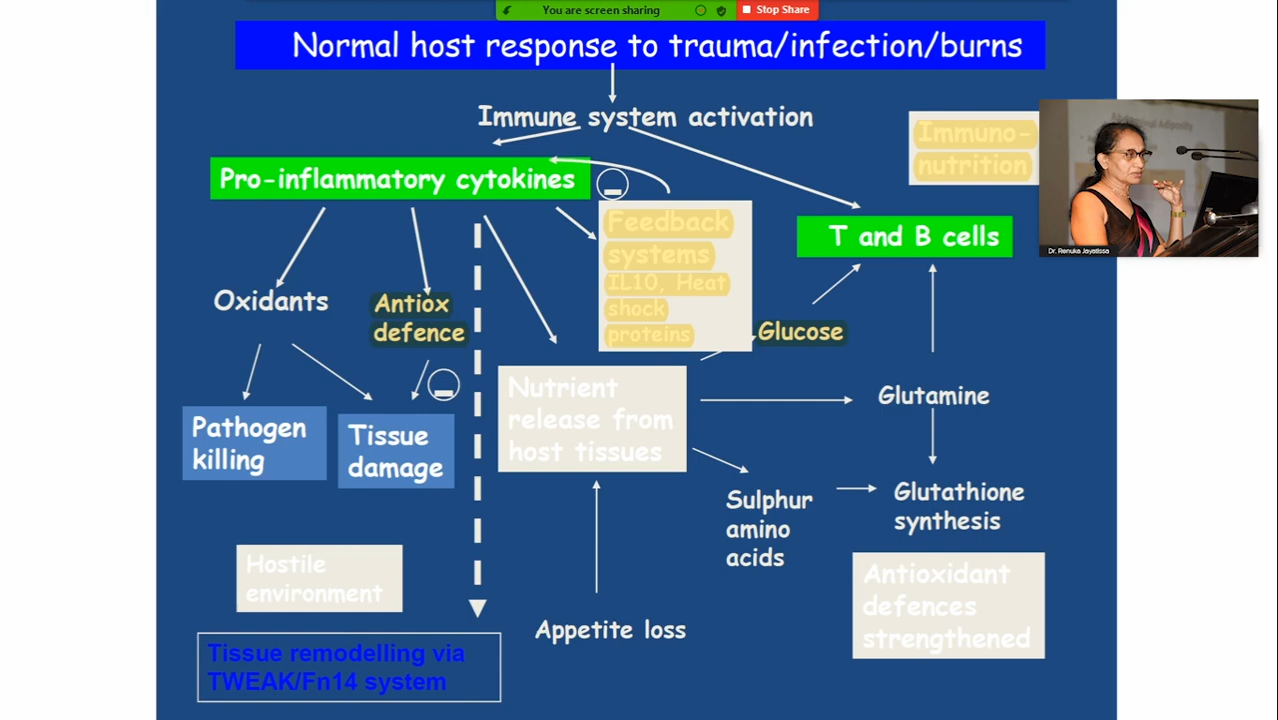 You are screen sharing
Stop Share
Normal host response to trauma/infection/burns
Immune system activation
Immuno-
nutrition
Pro-inflammatory cytokines
Feedback
systems
IL10, Heat
shock
proteins
T and B cells
Dr. Renuka Jayatissa
Oxidants
Antiox
defence
Glucose
Nutrient
release from
host tissues
Glutamine
Pathogen
killing
Tissue
damage
Sulphur
amino
acids
Glutathione
synthesis
Hostile
environment
Antioxidant
defences
strengthened
Appetite loss
Tissue remodelling via
TWEAK/Fn14 system